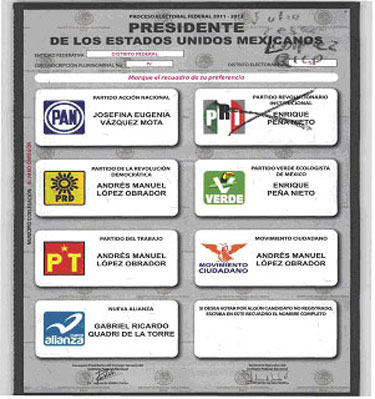 PROCESO ELECTORAL FEDERAL 2011 - 2012
PRESIDENTE
DE LOS ESTADOS UNIDOS MEXICANOS
ENTIDAD FEDERATIVA: DISTRITO FEDERAL
CIRCUNSCRIPCIÓN PLURINOMINAL No. IV
DISTRITO ELECTORAL
Marque el recuadro de su preferencia
PARTIDO ACCIÓN NACIONAL
PAN
JOSEFINA EUGENIA
VÁZQUEZ MOTA
PARTIDO REVOLUCIONARIO
INSTITUCIONAL
PRI
ENRIQUE
PEÑA NIETO
PARTIDO DE LA REVOLUCIÓN
DEMOCRÁTICA
PRD
ANDRÉS MANUEL
LÓPEZ OBRADOR
PARTIDO VERDE ECOLOGISTA
DE MÉXICO
VERDE
ENRIQUE
PEÑA NIETO
PARTIDO DEL TRABAJO
PT
ANDRÉS MANUEL
LÓPEZ OBRADOR
MOVIMIENTO CIUDADANO
MOVIMIENTO
CIUDADANO
ANDRÉS MANUEL
LÓPEZ OBRADOR
NUEVA ALIANZA
nueva
alianza
GABRIEL RICARDO
QUADRI DE LA TORRE
SI DESEA VOTAR POR ALGÚN CANDIDATO NO REGISTRADO,
ESCRIBA EN ESTE RECUADRO EL NOMBRE COMPLETO
MUNICIPIO O DELEGACIÓN: ÁLVARO OBREGÓN